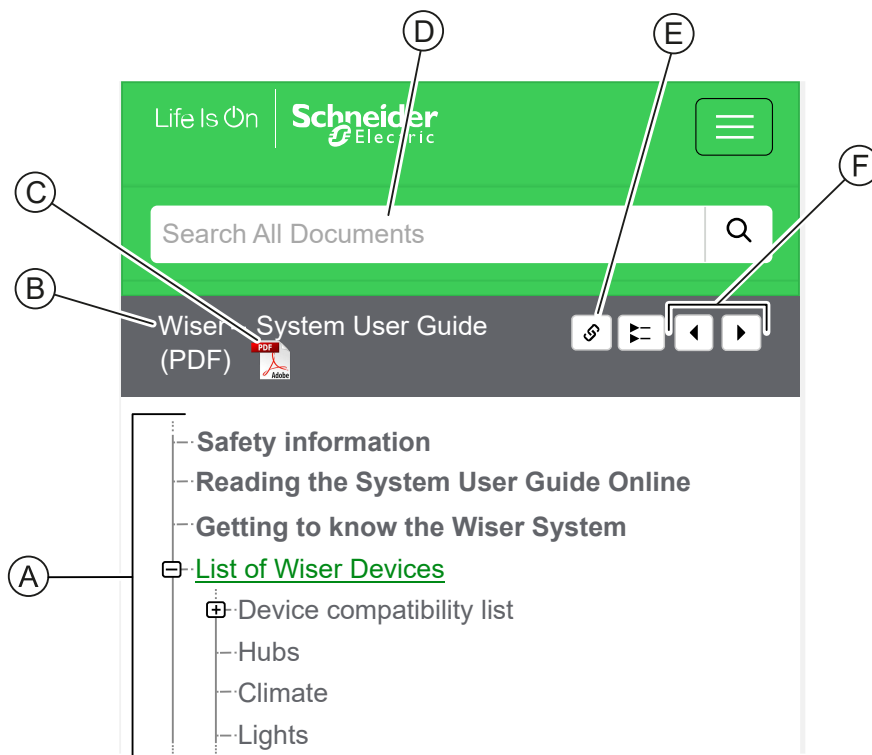 D
E
Life Is On
Schneider
Electric
F
C
Search All Documents
B
Wiser – System User Guide
(PDF)
PDF
Adobe
Safety information
Reading the System User Guide Online
Getting to know the Wiser System
A
List of Wiser Devices
Device compatibility list
Hubs
Climate
Lights